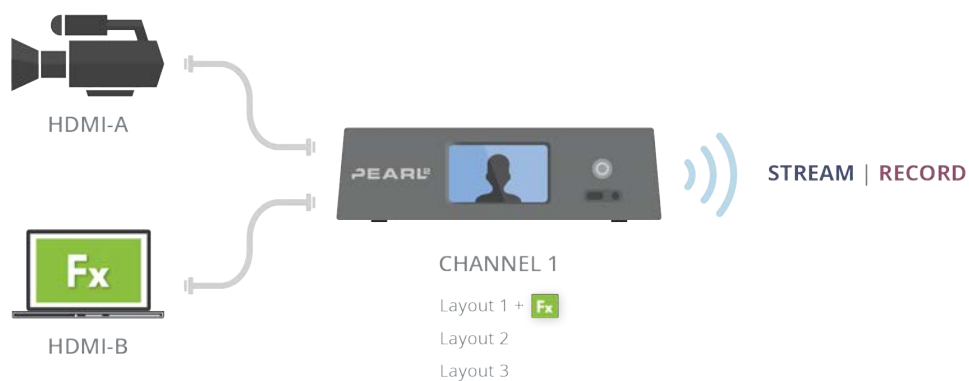 HDMI-A
PEARL2
STREAM | RECORD
Fx
HDMI-B
CHANNEL 1
Layout 1 + Fx
Layout 2
Layout 3